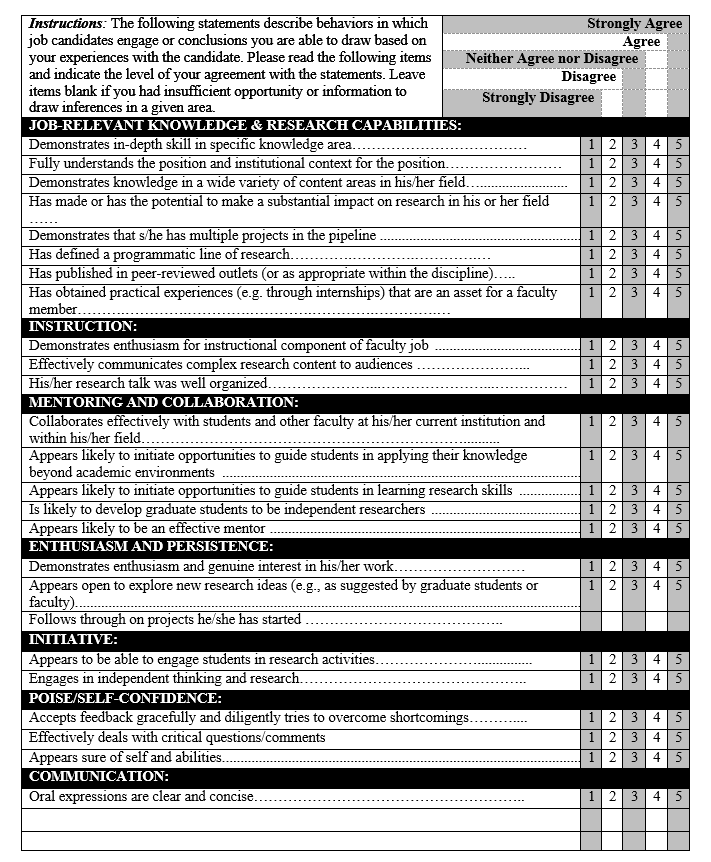 Instructions: The following statements describe behaviors in which
job candidates engage or conclusions you are able to draw based on
your experiences with the candidate. Please read the following items
and indicate the level of your agreement with the statements. Leave
items blank if you had insufficient opportunity or information to
draw inferences in a given area.
Strongly Agree
Agree
Neither Agree nor Disagree
Disagree
Strongly Disagree
JOB-RELEVANT KNOWLEDGE & RESEARCH CAPABILITIES:
Demonstrates in-depth skill in specific knowledge area………………………………… 1 2 3 4 5
Fully understands the position and institutional context for the position…………………… 1 2 3 4 5
Demonstrates knowledge in a wide variety of content areas in his/her field…........................... 1 2 3 4 5
Has made or has the potential to make a substantial impact on research in his or her field 1 2 3 4 5
……
Demonstrates that s/he has multiple projects in the pipeline ............................................................ 1 2 3 4 5
Has defined a programmatic line of research……………………………………… 1 2 3 4 5
Has published in peer-reviewed outlets (or as appropriate within the discipline)….. 1 2 3 4 5
Has obtained practical experiences (e.g. through internships) that are an asset for a faculty 1 2 3 4 5
member…………………………………………………………………………
INSTRUCTION:
Demonstrates enthusiasm for instructional component of faculty job ............................................ 1 2 3 4 5
Effectively communicates complex research content to audiences …………………... 1 2 3 4 5
His/her research talk was well organized………………………………………………………… 1 2 3 4 5
MENTORING AND COLLABORATION:
Collaborates effectively with students and other faculty at his/her current institution and 1 2 3 4 5
within his/her field………………………………………………………….............
Appears likely to initiate opportunities to guide students in applying their knowledge 1 2 3 4 5
beyond academic environments ..............................................................................................
Appears likely to initiate opportunities to guide students in learning research skills .................. 1 2 3 4 5
Is likely to develop graduate students to be independent researchers ............................................ 1 2 3 4 5
Appears likely to be an effective mentor ....................................................................................... 1 2 3 4 5
ENTHUSIASM AND PERSISTENCE:
Demonstrates enthusiasm and genuine interest in his/her work………………………. 1 2 3 4 5
Appears open to explore new research ideas (e.g., as suggested by graduate students or 1 2 3 4 5
faculty)..............................................................................................................................................
Follows through on projects he/she has started ……………………………………..
INITIATIVE:
Appears to be able to engage students in research activities…………………............... 1 2 3 4 5
Engages in independent thinking and research………………………………………….. 1 2 3 4 5
POISE/SELF-CONFIDENCE:
Accepts feedback gracefully and diligently tries to overcome shortcomings………..... 1 2 3 4 5
Effectively deals with critical questions/comments 1 2 3 4 5
Appears sure of self and abilities..................................................................................................... 1 2 3 4 5
COMMUNICATION:
Oral expressions are clear and concise………………………………………………….. 1 2 3 4 5